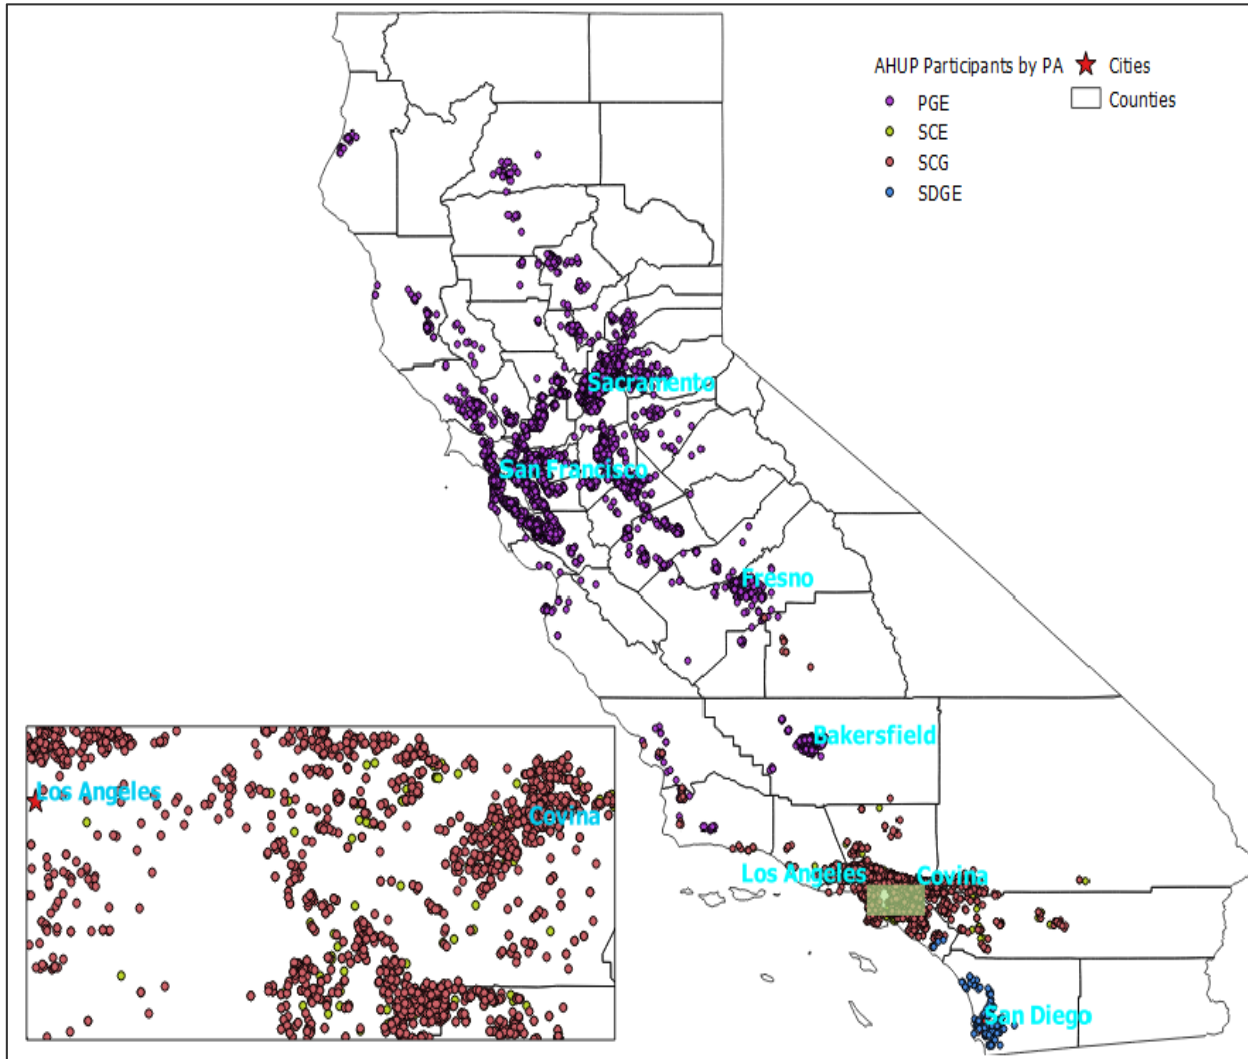 AHUP Participants by PA
PGE
SCE
SCG
SDGE
Cities
Counties
Sacramento
San Francisco
Fresno
Bakersfield
Los Angeles
Covina
San Diego
Los Angeles
Covina